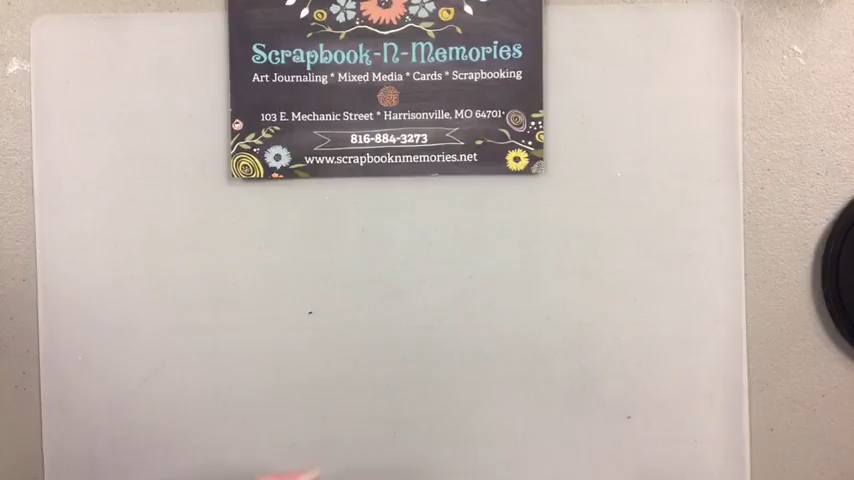 Scrapbook-N-Memories
Art Journaling * Mixed Media * Cards * Scrapbooking
103 E. Mechanic Street * Harrisonville, MO 64701
816-884-3273
www.scrapbooknmemories.net